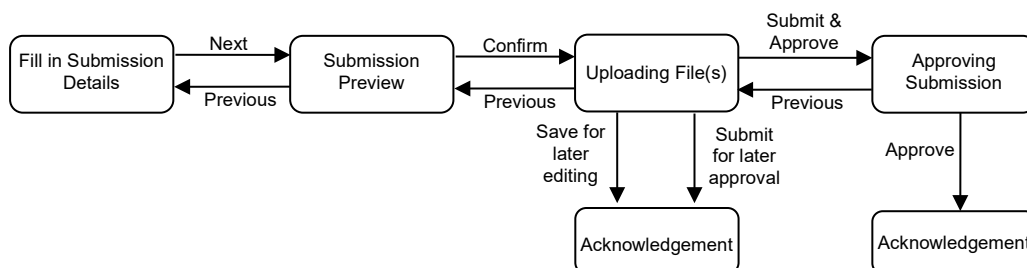 Fill in Submission
Details
Next
Previous
Submission
Preview
Confirm
Previous
Uploading File(s)
Submit &
Approve
Previous
Approving
Submission
Save for
later
editing
Submit
for later
approval
Approve
Acknowledgement
Acknowledgement